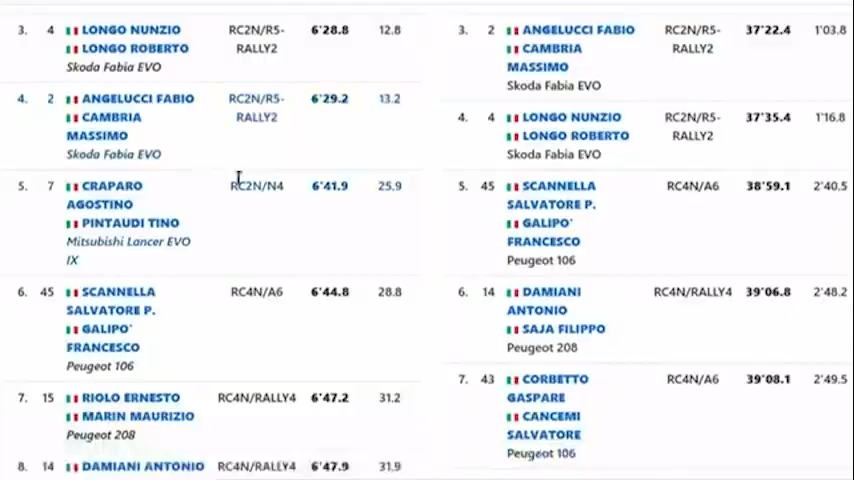 3. 4 LONGO NUNZIO RC2N/R5- 6'28.8 12.8
LONGO ROBERTO RALLY2
Skoda Fabia EVO
4. 2 ANGELUCCI FABIO RC2N/R5- 6'29.2 13.2
CAMBRIA RALLY2
MASSIMO
Skoda Fabia EVO
5. 7 CRAPARO RC2N/N4 6'41.9 25.9
AGOSTINO
PINTAUDI TINO
Mitsubishi Lancer EVO
IX
6. 45 SCANNELLA RC4N/A6 6'44.8 28.8
SALVATORE P.
GALIPO'
FRANCESCO
Peugeot 106
7. 15 RIOLO ERNESTO RC4N/RALLY4 6'47.2 31.2
MARIN MAURIZIO
Peugeot 208
8. 14 DAMIANI ANTONIO RC4N/RALLY4 6'47.9 31.9
3. 2 ANGELUCCI FABIO RC2N/R5- 37'22.4 1'03.8
CAMBRIA RALLY2
MASSIMO
Skoda Fabia EVO
4. 4 LONGO NUNZIO RC2N/R5- 37'35.4 1'16.8
LONGO ROBERTO RALLY2
Skoda Fabia EVO
5. 45 SCANNELLA RC4N/A6 38'59.1 2'40.5
SALVATORE P.
GALIPO'
FRANCESCO
Peugeot 106
6. 14 DAMIANI RC4N/RALLY4 39'06.8 2'48.2
ANTONIO
SAJA FILIPPO
Peugeot 208
7. 43 CORBETTO RC4N/A6 39'08.1 2'49.5
GASPARE
CANCEMI
SALVATORE
Peugeot 106